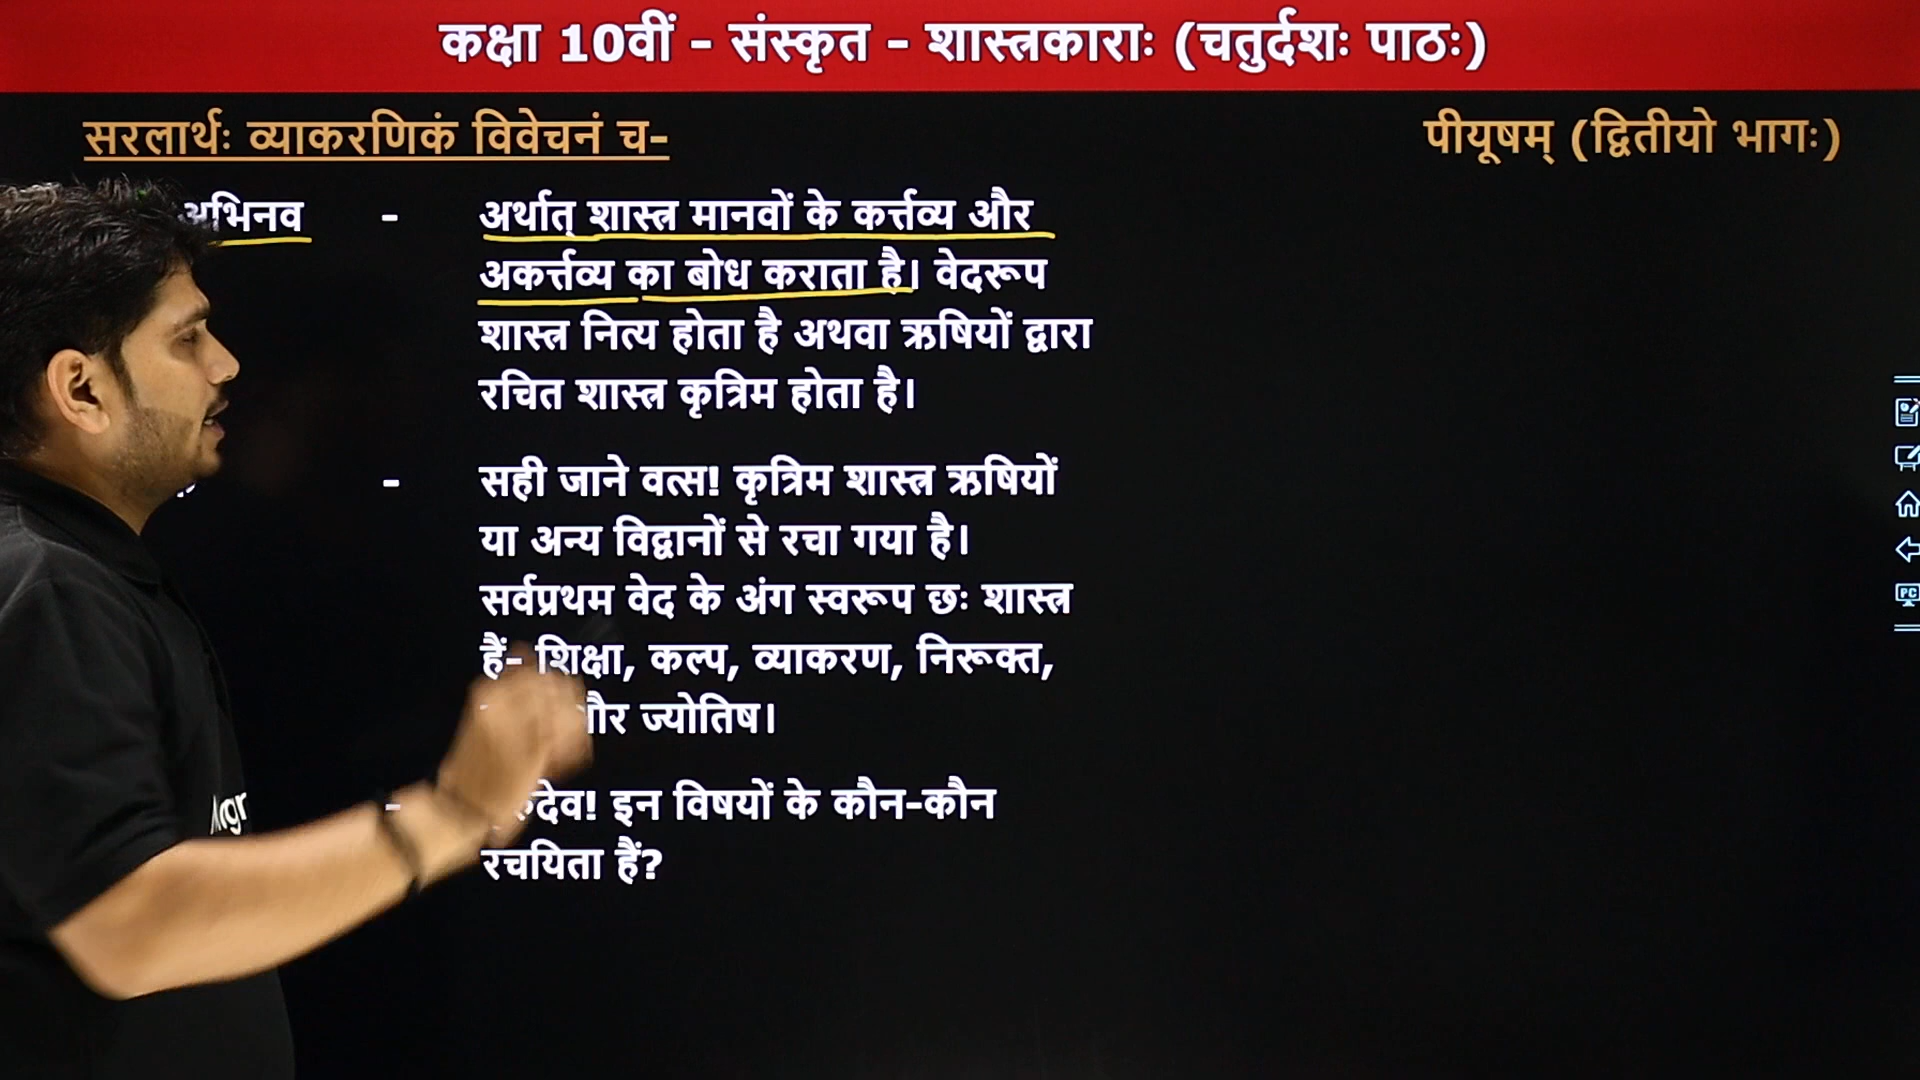 कक्षा 10वीं - संस्कृत - शास्त्रकाराः (चतुर्दशः पाठः)
सरलार्थः व्याकरणिकं विवेचनं च-
पीयूषम् (द्वितीयो भागः)
अभिनव - अर्थात् शास्त्र मानवों के कर्त्तव्य और
अकर्त्तव्य का बोध कराता है। वेदरूप
शास्त्र नित्य होता है अथवा ऋषियों द्वारा
रचित शास्त्र कृत्रिम होता है।
- सही जाने वत्स! कृत्रिम शास्त्र ऋषियों
या अन्य विद्वानों से रचा गया है।
सर्वप्रथम वेद के अंग स्वरूप छः शास्त्र
हैं- शिक्षा, कल्प, व्याकरण, निरूक्त,
और ज्योतिष।
- इन विषयों के कौन-कौन
रचयिता हैं?
PC